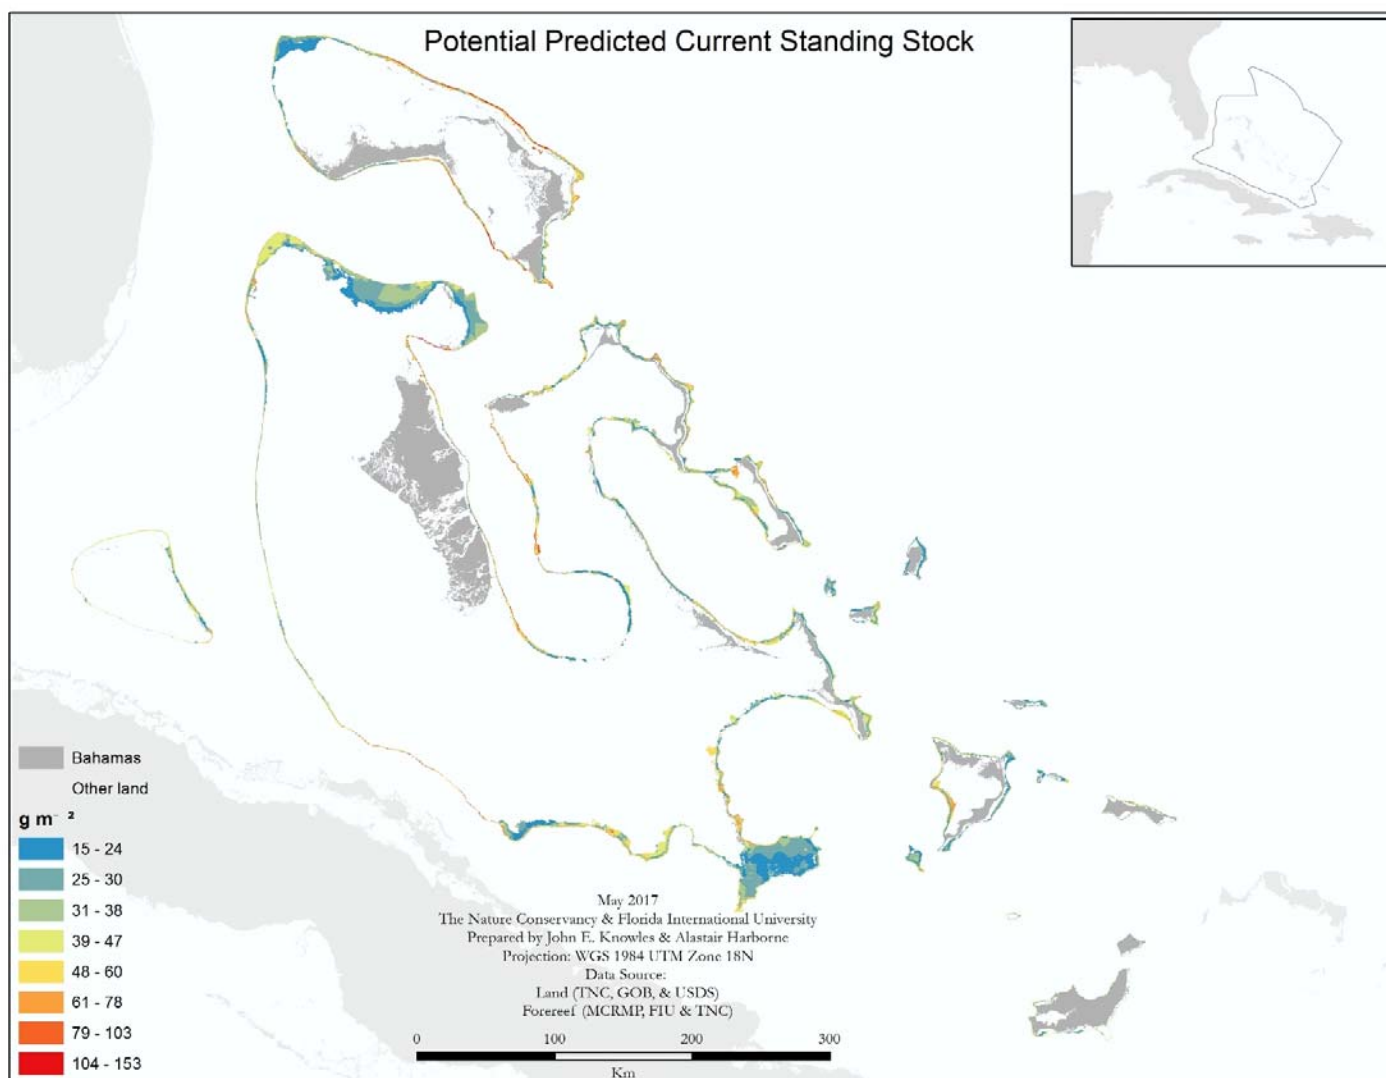 Potential Predicted Current Standing Stock
Bahamas
Other land
g m⁻ ²
15 - 24
25 - 30
31 - 38
39 - 47
48 - 60
61 - 78
79 - 103
104 - 153
May 2017
The Nature Conservancy & Florida International University
Prepared by John E. Knowles & Alastair Harborne
Projection: WGS 1984 UTM Zone 18N
Data Source:
Land (TNC, GOB, & USDS)
Forereef (MCRMP, FIU & TNC)
0 100 200 300
Km